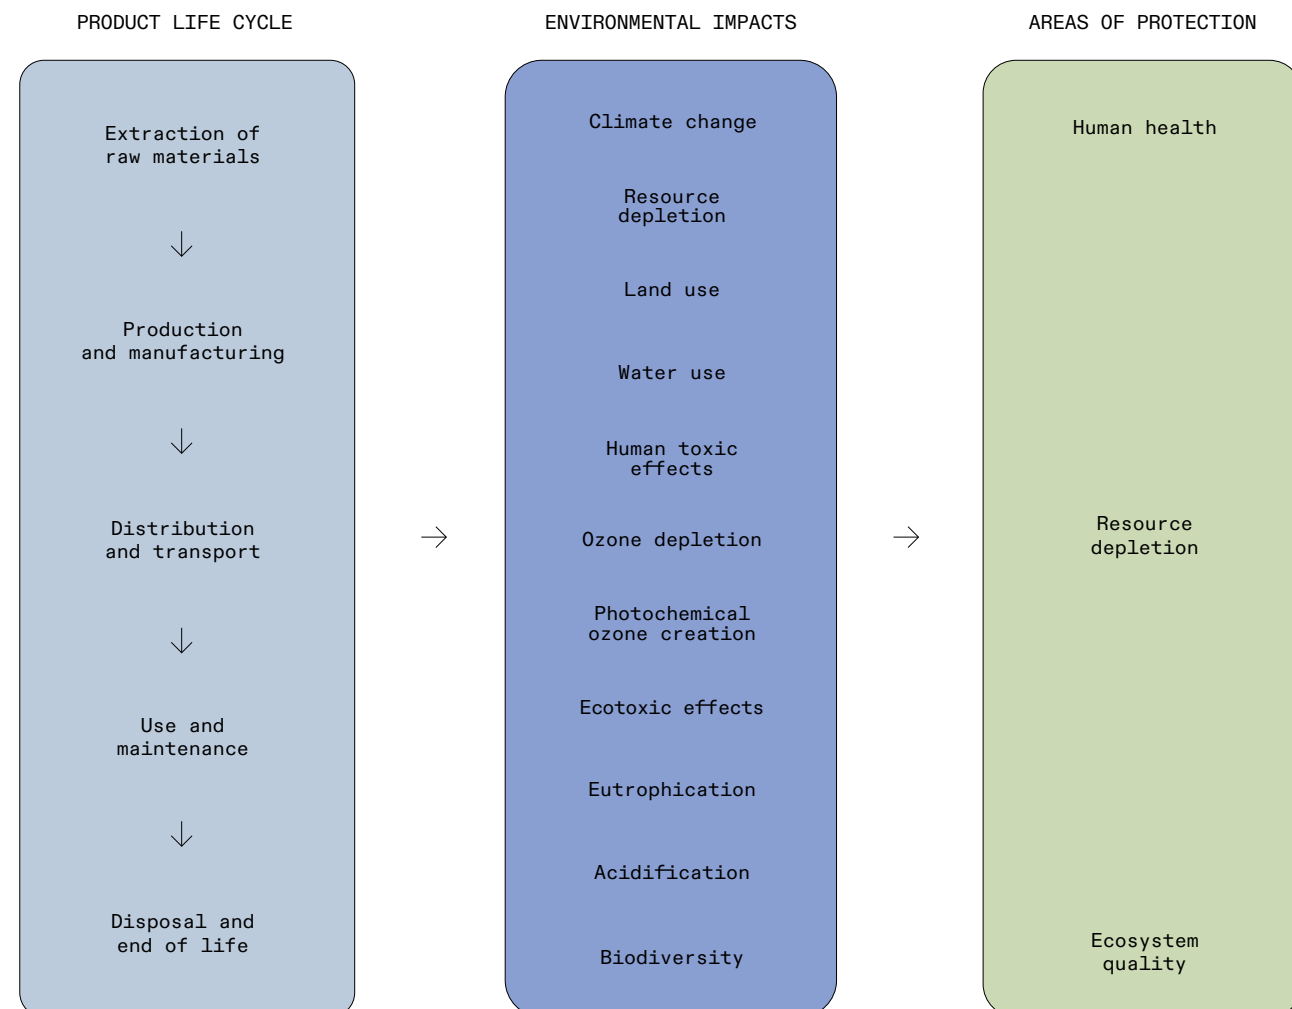 PRODUCT LIFE CYCLE
Extraction of
raw materials
Production
and manufacturing
Distribution
and transport
Use and
maintenance
Disposal and
end of life
ENVIRONMENTAL IMPACTS
Climate change
Resource
depletion
Land use
Water use
Human toxic
effects
Ozone depletion
Photochemical
ozone creation
Ecotoxic effects
Eutrophication
Acidification
Biodiversity
AREAS OF PROTECTION
Human health
Resource
depletion
Ecosystem
quality